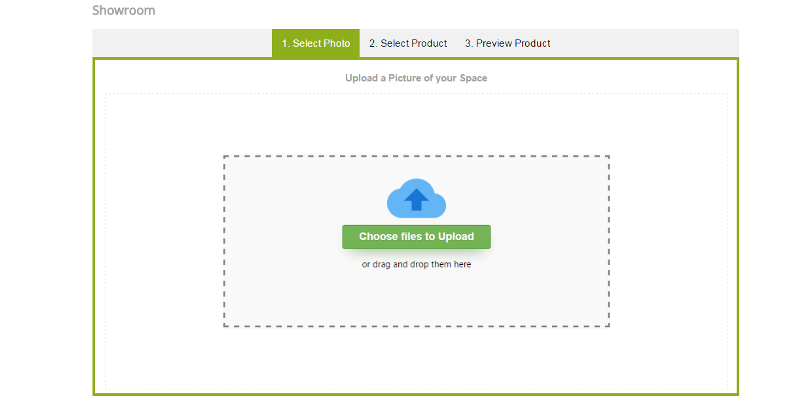 Showroom
1. Select Photo 2. Select Product 3. Preview Product
Upload a Picture of your Space
Choose files to Upload
or drag and drop them here